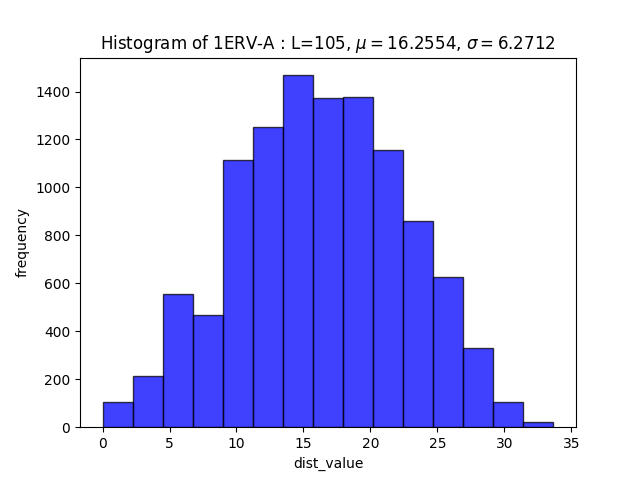 Histogram of 1ERV-A : L=105, μ = 16.2554, σ = 6.2712
1400
1200
1000
800
600
400
200
0
frequency
0 5 10 15 20 25 30 35
dist_value